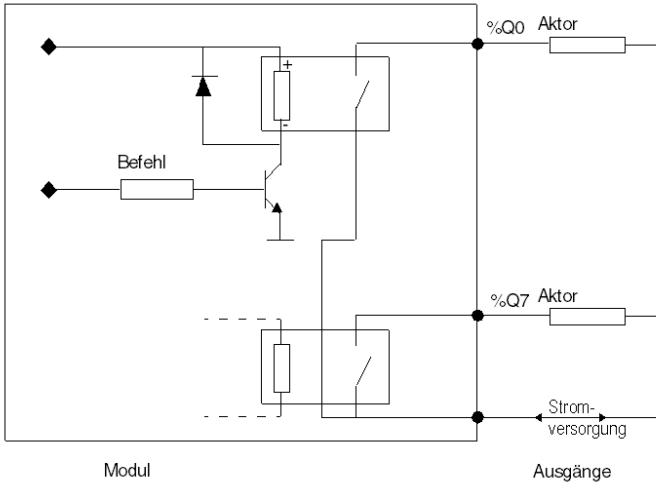 %Q0 Aktor
+
-
Befehl
%Q7 Aktor
Strom-
versorgung
Modul
Ausgänge